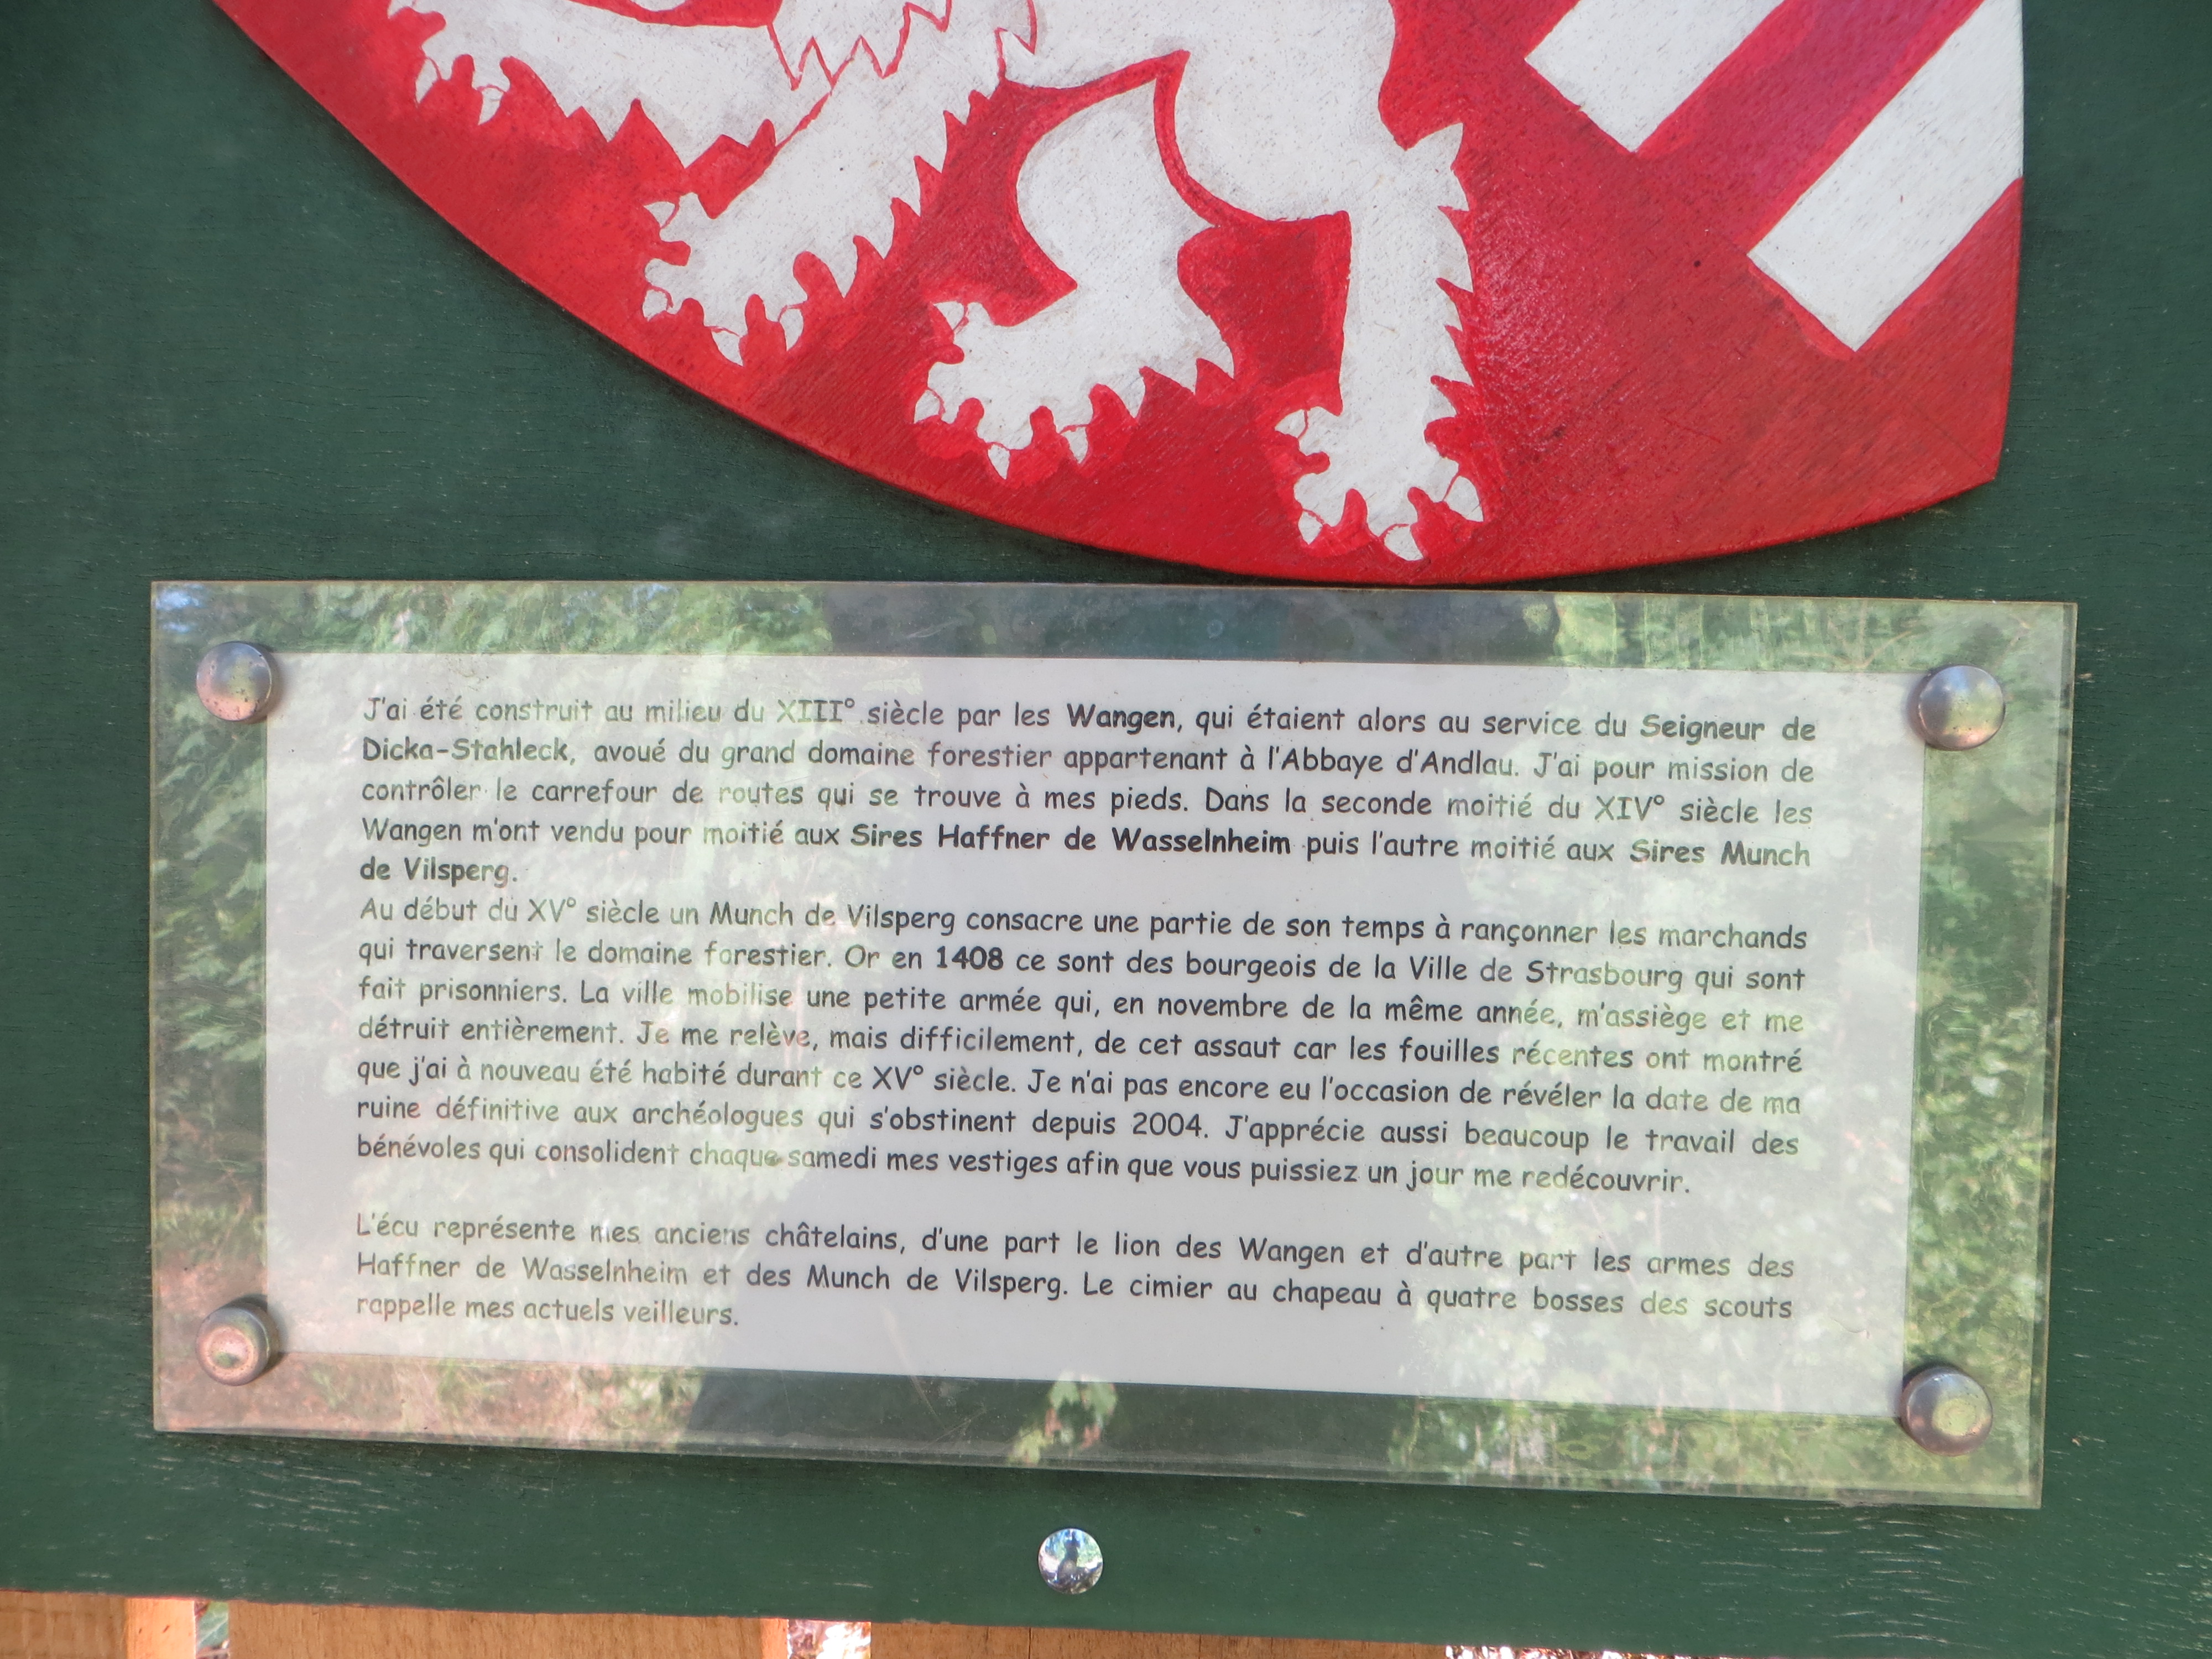 J'ai été construit au milieu du XIII° siècle par les Wangen, qui étaient alors au service du Seigneur de
Dicka-Stahleck, avoué du grand domaine forestier appartenant à l'Abbaye d'Andlau. J'ai pour mission de
contrôler le carrefour de routes qui se trouve à mes pieds. Dans la seconde moitié du XIV° siècle les
Wangen m'ont vendu pour moitié aux Sires Haffner de Wasselnheim puis l'autre moitié aux Sires Munch
de Vilsperg.
Au début du XV° siècle un Munch de Vilsperg consacre une partie de son temps à rançonner les marchands
qui traversent le domaine forestier. Or en 1408 ce sont des bourgeois de la Ville de Strasbourg qui sont
fait prisonniers. La ville mobilise une petite armée qui, en novembre de la même année, m'assiège et me
détruit entièrement. Je me relève, mais difficilement, de cet assaut car les fouilles récentes ont montré
que j'ai à nouveau été habité durant ce XV° siècle. Je n'ai pas encore eu l'occasion de révéler la date de ma
ruine définitive aux archéologues qui s'obstinent depuis 2004. J'apprécie aussi beaucoup le travail des
bénévoles qui consolident chaque samedi mes vestiges afin que vous puissiez un jour me redécouvrir.
L'écu représente mes anciens châtelains, d'une part le lion des Wangen et d'autre part les armes des
Haffner de Wasselnheim et des Munch de Vilsperg. Le cimier au chapeau à quatre bosses des scouts
rappelle mes actuels veilleurs.